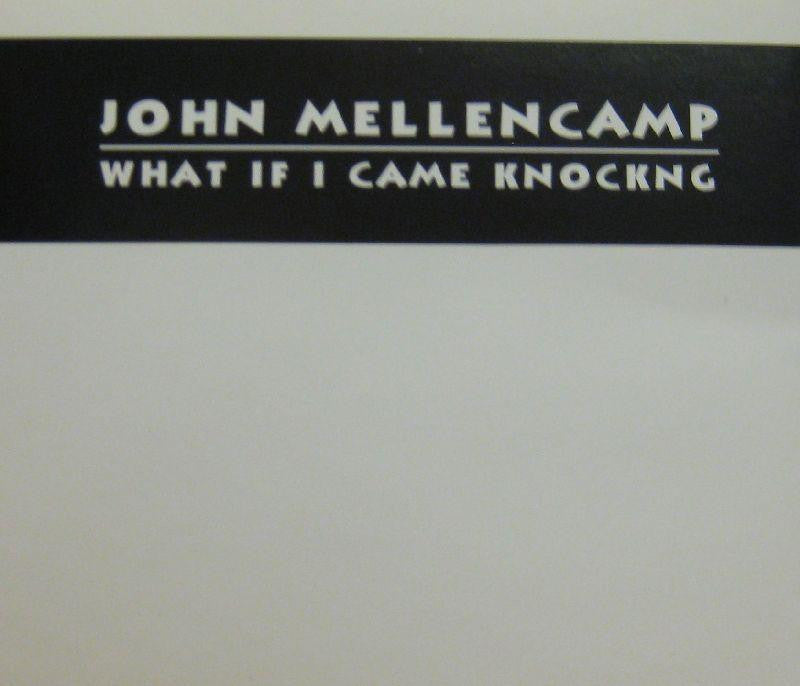 JOHN MELLENCAMP
WHAT IF I CAME KNOCKNG